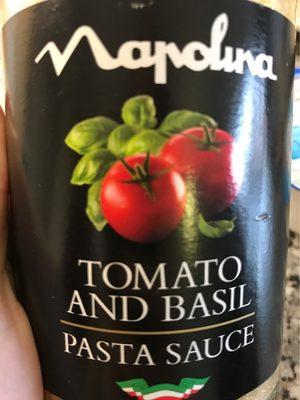 Napolina
TOMATO
AND BASIL
PASTA SAUCE